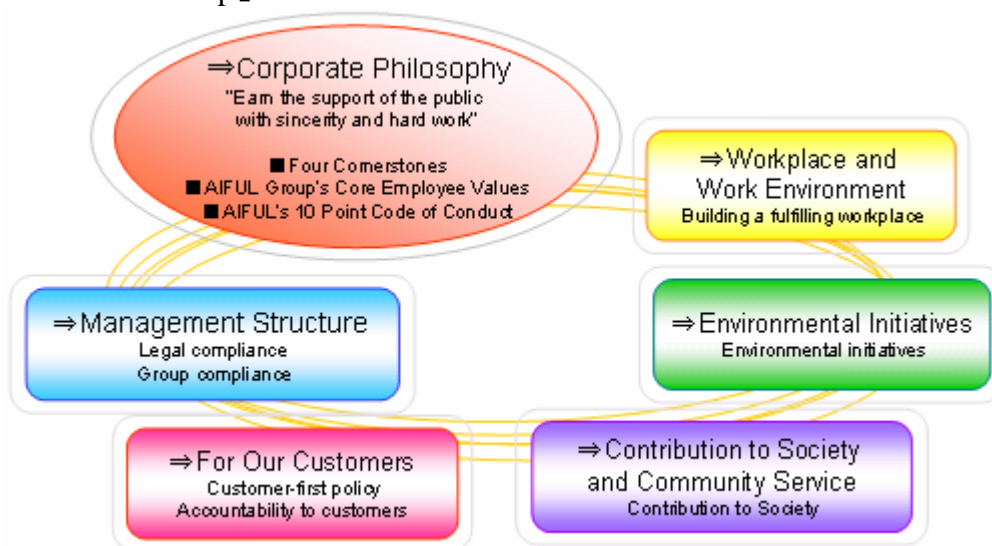 ⇒Corporate Philosophy
"Earn the support of the public
with sincerity and hard work"
■ Four Cornerstones
■ AIFUL Group's Core Employee Values
■ AIFUL's 10 Point Code of Conduct
⇒Workplace and
Work Environment
Building a fulfilling workplace
⇒Management Structure
Legal compliance
Group compliance
⇒Environmental Initiatives
Environmental initiatives
⇒For Our Customers
Customer-first policy
Accountability to customers
⇒Contribution to Society
and Community Service
Contribution to Society